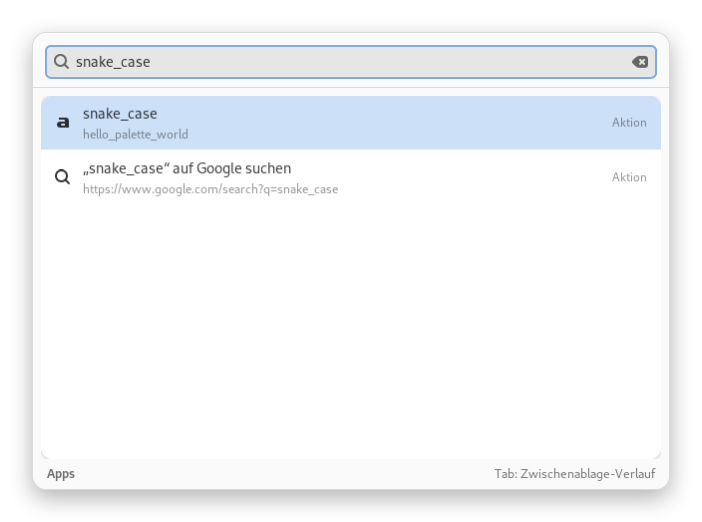 snake_case
snake_case
hello_palette_world
Aktion
„snake_case“ auf Google suchen
https://www.google.com/search?q=snake_case
Aktion
Apps
Tab: Zwischenablage-Verlauf